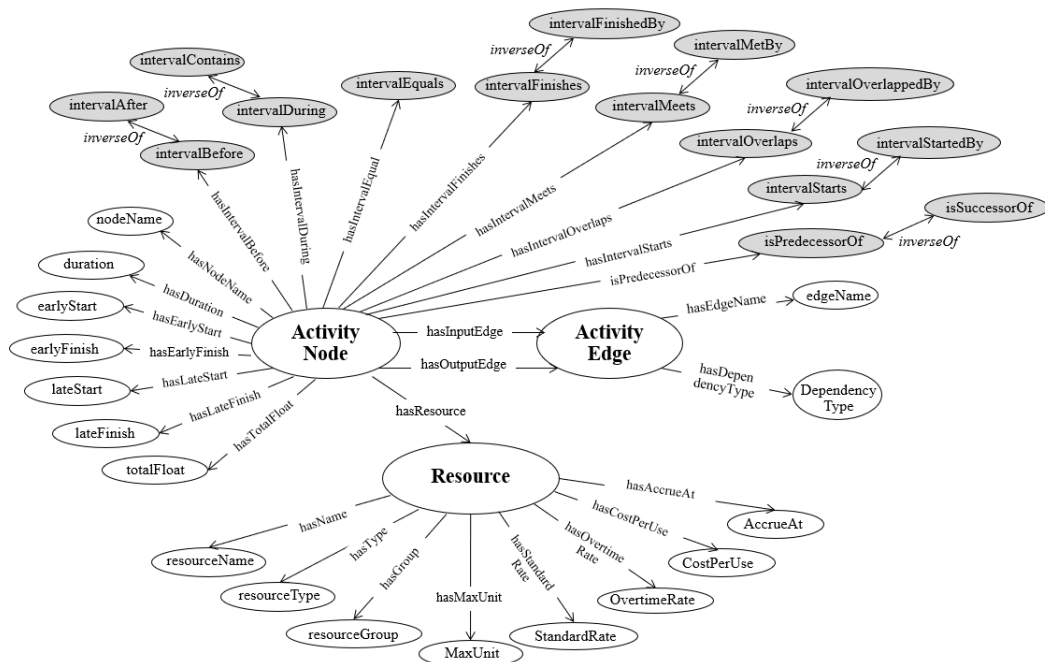 intervalFinishedBy
inverseOf
intervalFinishes
intervalMetBy
inverseOf
intervalMeets
intervalContains
inverseOf
intervalDuring
intervalEquals
intervalAfter
inverseOf
intervalBefore
intervalOverlappedBy
inverseOf
intervalOverlaps
intervalStartedBy
inverseOf
intervalStarts
isSuccessorOf
inverseOf
isPredecessorOf
hasIntervalBefore
hasIntervalDuring
hasIntervalEqual
hasIntervalFinishes
hasIntervalMeets
hasIntervalOverlaps
hasIntervalStarts
isPredecessorOf
nodeName
hasNodeName
duration
hasDuration
earlyStart
hasEarlyStart
earlyFinish
hasEarlyFinish
lateStart
hasLateStart
lateFinish
hasLateFinish
totalFloat
hasTotalFloat
Activity
Node
hasInputEdge
hasOutputEdge
Activity
Edge
hasEdgeName
edgeName
hasDepen
dencyType
Dependency
Type
hasResource
Resource
hasName
resourceName
hasType
resourceType
hasGroup
resourceGroup
hasMaxUnit
MaxUnit
hasStandard
Rate
StandardRate
hasOvertime
Rate
OvertimeRate
hasCostPerUse
CostPerUse
hasAccrueAt
AccrueAt